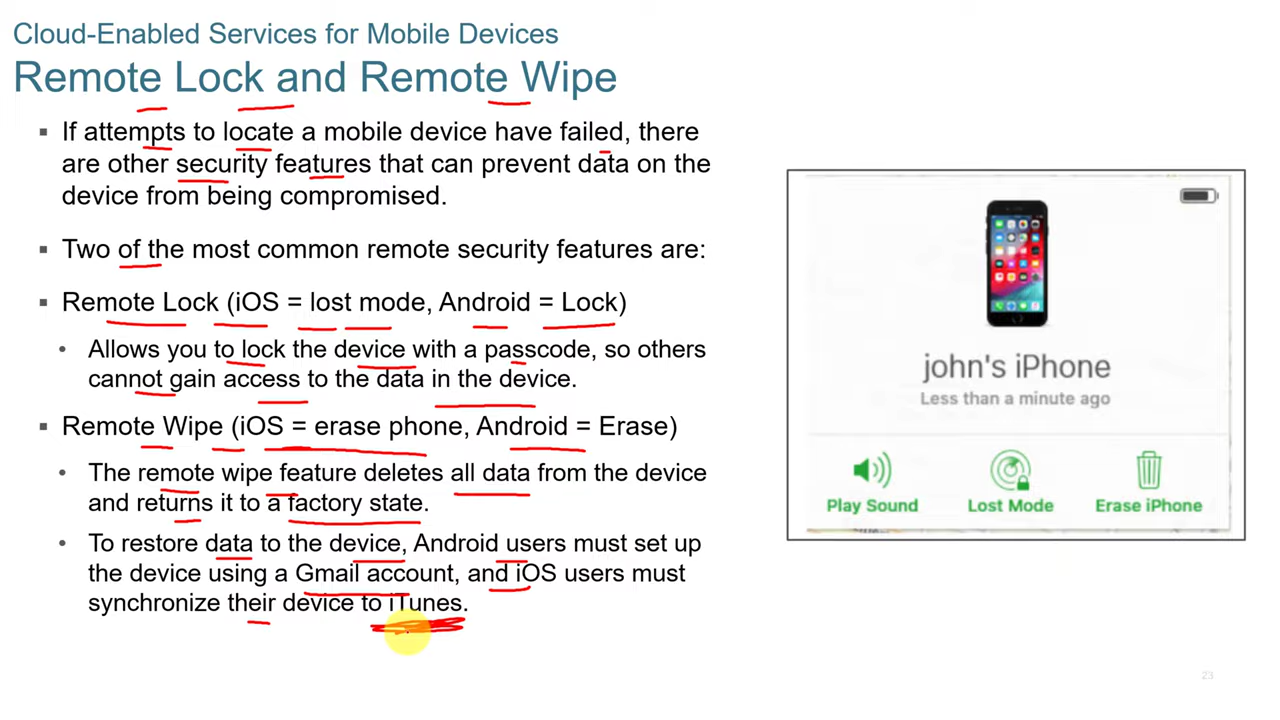 Cloud-Enabled Services for Mobile Devices
Remote Lock and Remote Wipe
▪ If attempts to locate a mobile device have failed, there
are other security features that can prevent data on the
device from being compromised.
▪ Two of the most common remote security features are:
▪ Remote Lock (iOS = lost mode, Android = Lock)
• Allows you to lock the device with a passcode, so others
cannot gain access to the data in the device.
▪ Remote Wipe (iOS = erase phone, Android = Erase)
• The remote wipe feature deletes all data from the device
and returns it to a factory state.
• To restore data to the device, Android users must set up
the device using a Gmail account, and iOS users must
synchronize their device to iTunes.
john's iPhone
Less than a minute ago
Play Sound Lost Mode Erase iPhone
23